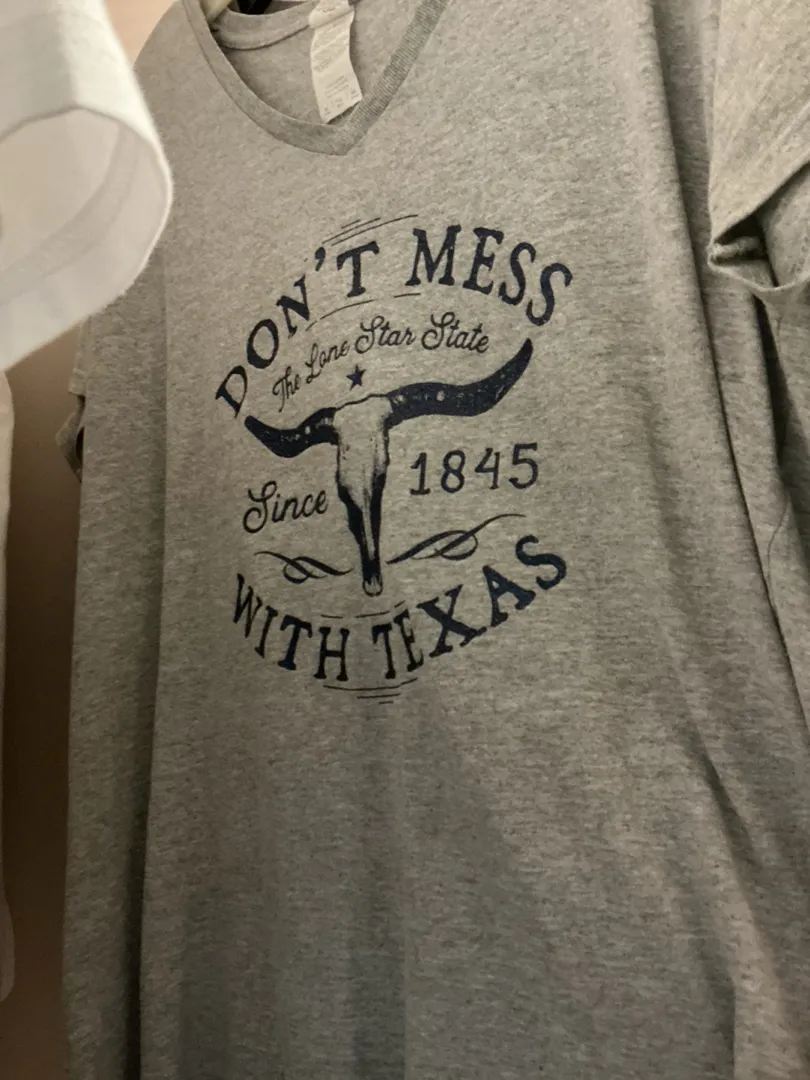 DON'T MESS
The Lone Star State
Since 1845
WITH TEXAS